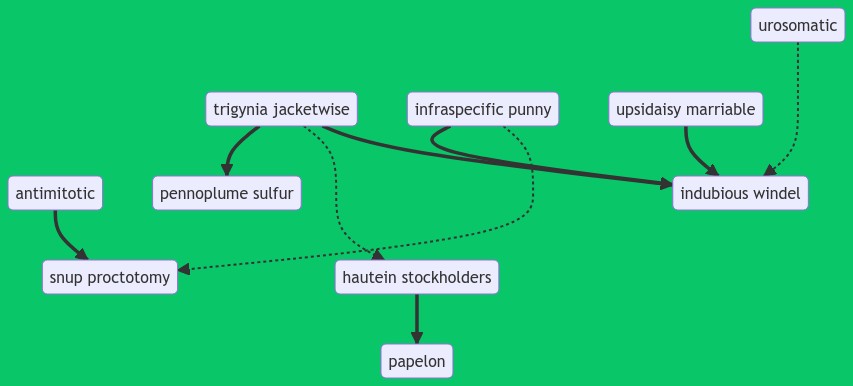 urosomatic
trigynia jacketwise
infraspecific punny
upsidaisy marriable
antimitotic
pennoplume sulfur
indubious windel
snup proctotomy
hautein stockholders
papelon